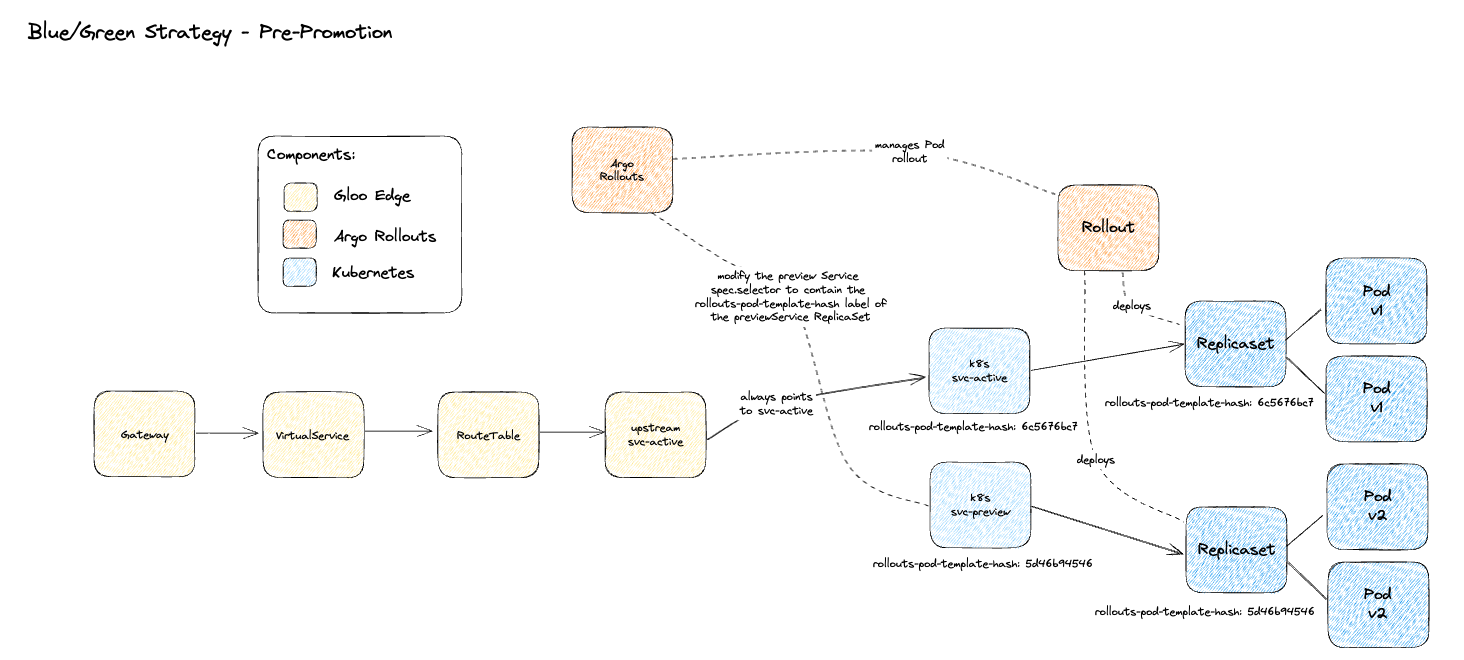 Blue/Green Strategy - Pre-Promotion
Components:
Gloo Edge
Argo Rollouts
Kubernetes
Argo
Rollouts
manages Pod
rollout
Rollout
modify the preview Service
spec.selector to contain the
rollouts-pod-template-hash label of
the previewService ReplicaSet
deploys
Replicaset
rollouts-pod-template-hash: 6c5676bc7
Pod
v1
Pod
v1
Gateway
VirtualService
RouteTable
upstream
svc-active
always points
to svc-active
k8s
svc-active
rollouts-pod-template-hash: 6c5676bc7
deploys
k8s
svc-preview
rollouts-pod-template-hash: 5d46b94546
Replicaset
rollouts-pod-template-hash: 5d46b94546
Pod
v2
Pod
v2